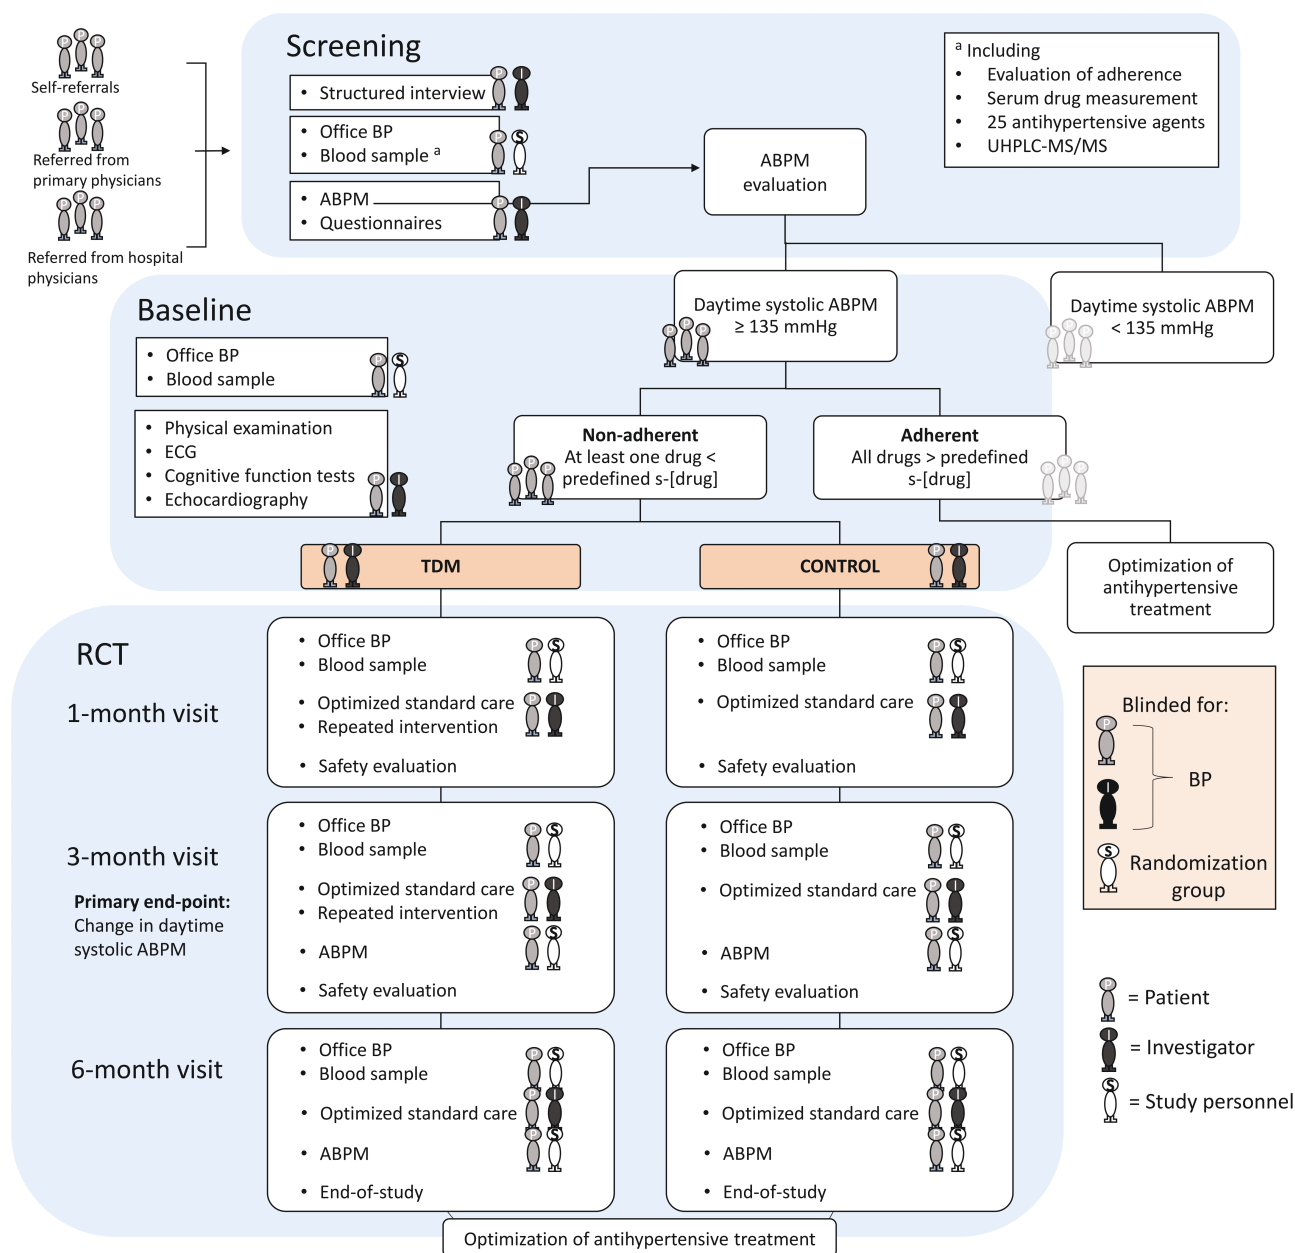 Screening
Self-referrals
Referred from
primary physicians
Referred from hospital
physicians
• Structured interview
P I
• Office BP
• Blood sample a
P S
• ABPM
• Questionnaires
P I
ABPM
evaluation
a Including
• Evaluation of adherence
• Serum drug measurement
• 25 antihypertensive agents
• UHPLC-MS/MS
Baseline
• Office BP
• Blood sample
P S
• Physical examination
• ECG
• Cognitive function tests
• Echocardiography
P I
Daytime systolic ABPM
≥ 135 mmHg
P P P
Daytime systolic ABPM
< 135 mmHg
P P P
Non-adherent
At least one drug <
predefined s-[drug]
P P P
Adherent
All drugs > predefined
s-[drug]
P P P
TDM
P I
CONTROL
P I
Optimization of
antihypertensive
treatment
RCT
1-month visit
• Office BP
• Blood sample
P S
• Optimized standard care
• Repeated intervention
P I
• Safety evaluation
• Office BP
• Blood sample
P S
• Optimized standard care
P I
• Safety evaluation
3-month visit
Primary end-point:
Change in daytime
systolic ABPM
• Office BP
• Blood sample
P S
• Optimized standard care
• Repeated intervention
P I
• ABPM
P S
• Safety evaluation
• Office BP
• Blood sample
P S
• Optimized standard care
P I
• ABPM
P S
• Safety evaluation
6-month visit
• Office BP
• Blood sample
P S
• Optimized standard care
P I
• ABPM
P S
• End-of-study
• Office BP
• Blood sample
P S
• Optimized standard care
P I
• ABPM
P S
• End-of-study
Optimization of antihypertensive treatment
Blinded for:
P
I
BP
S
Randomization
group
P = Patient
I = Investigator
S = Study personnel